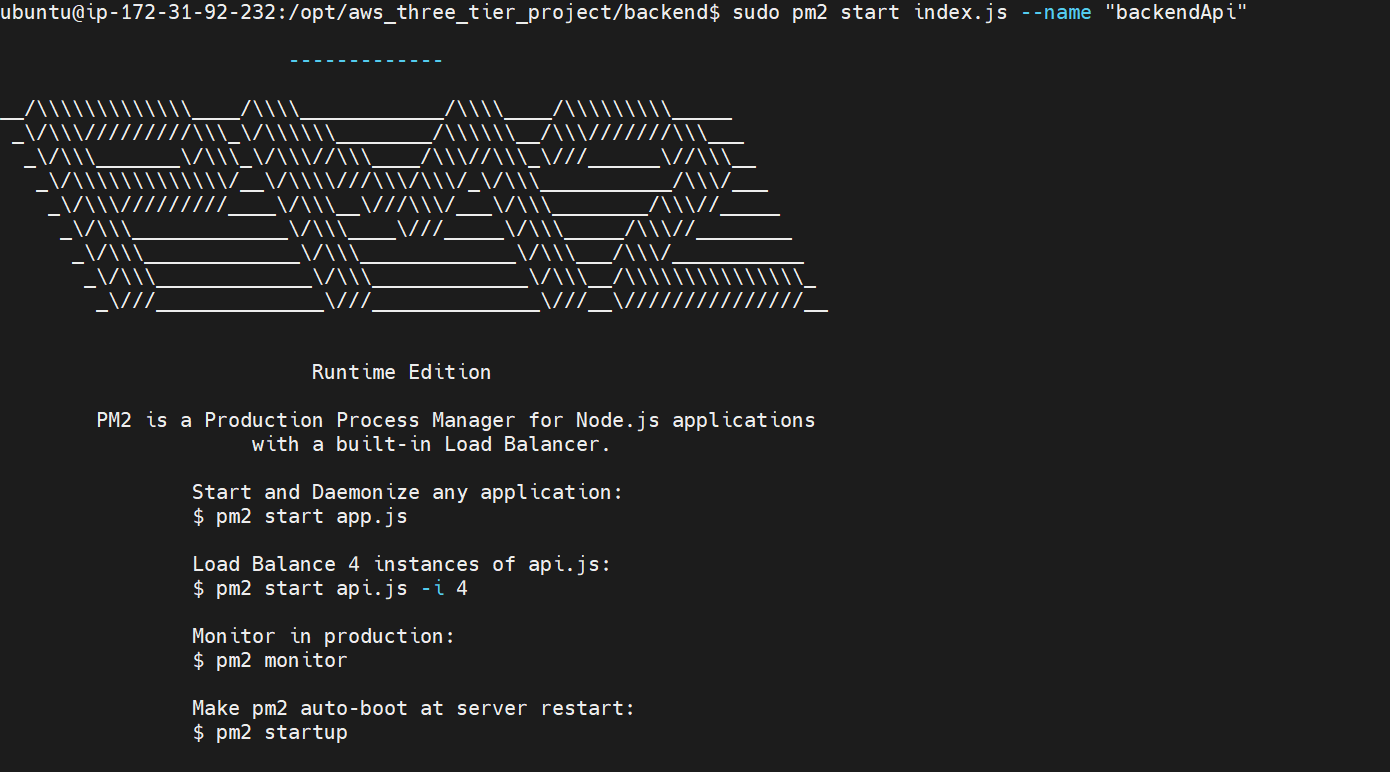 ubuntu@ip-172-31-92-232:/opt/aws_three_tier_project/backend$ sudo pm2 start index.js --name "backendApi"
-------------
__/\\\\\\\\\\\\\____/\\\\____________/\\\\____/\\\\\\\\\_____
_\/\\\/////////\\\_\/\\\\\\________/\\\\\\__/\\\///////\\\___
_\/\\\_______\/\\\_\/\\\//\\\____/\\\//\\\_\///______\//\\\__
_\/\\\\\\\\\\\\\/__\/\\\\///\\\/\\\/_\/\\\___________/\\\/___
_\/\\\/////////____\/\\\__\///\\\/___\/\\\________/\\\//_____
_\/\\\_____________\/\\\____\///_____\/\\\_____/\\\//________
_\/\\\_____________\/\\\_____________\/\\\___/\\\/___________
_\/\\\_____________\/\\\_____________\/\\\__/\\\\\\\\\\\\\\\_
_\///______________\///______________\///__\///////////////__
Runtime Edition
PM2 is a Production Process Manager for Node.js applications
with a built-in Load Balancer.
Start and Daemonize any application:
$ pm2 start app.js
Load Balance 4 instances of api.js:
$ pm2 start api.js -i 4
Monitor in production:
$ pm2 monitor
Make pm2 auto-boot at server restart:
$ pm2 startup